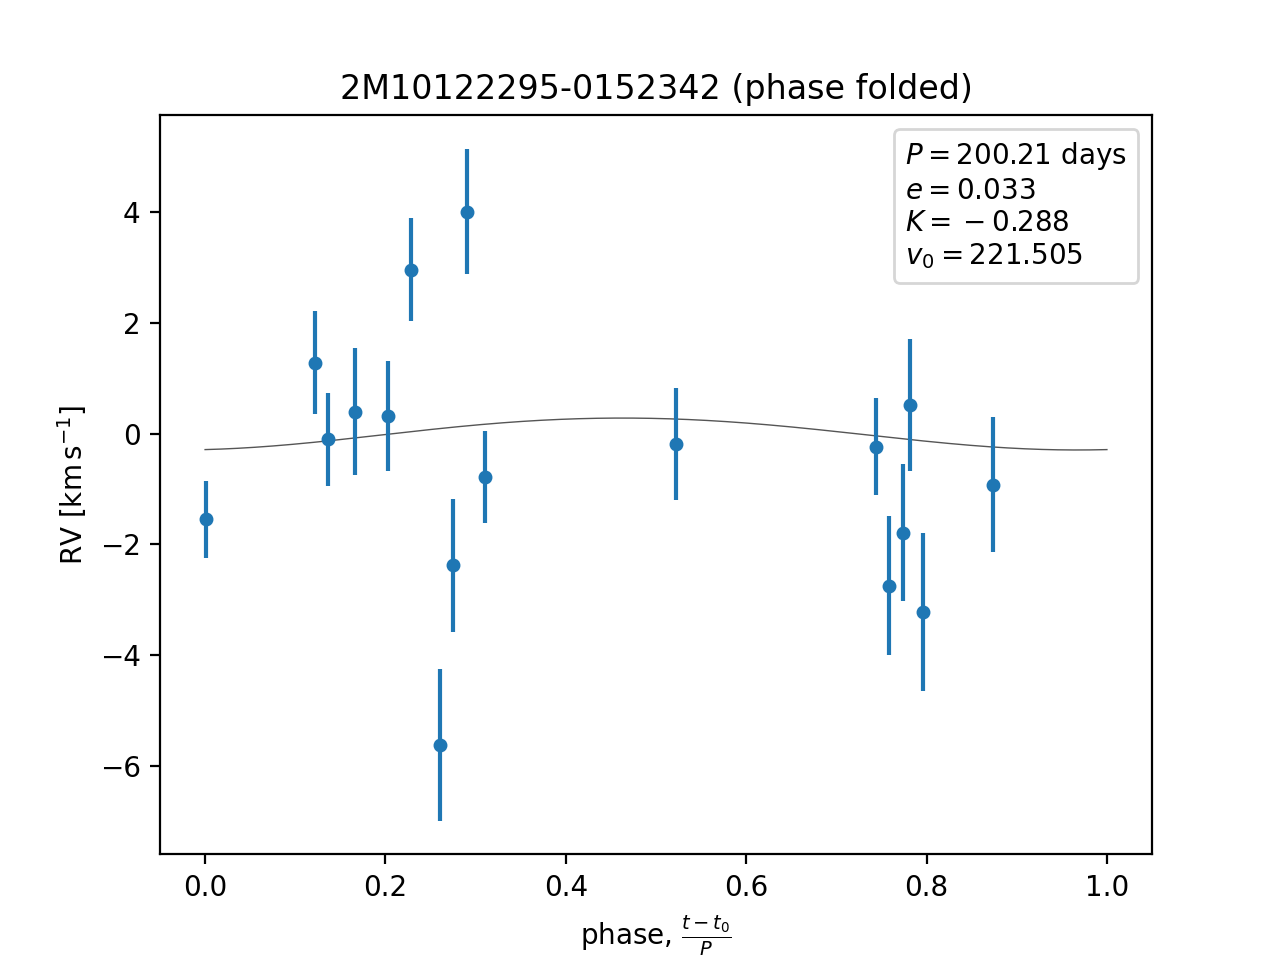 2M10122295-0152342 (phase folded)
P = 200.21 days
e = 0.033
K = −0.288
v₀ = 221.505
4
2
0
−2
−4
−6
RV [km s⁻¹]
0.0 0.2 0.4 0.6 0.8 1.0
phase, (t − t₀)/P